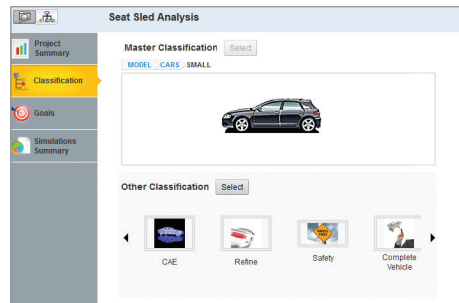 Seat Sled Analysis
Project
Summary
Classification
Goals
Simulations
Summary
Master Classification Select
MODEL CARS SMALL
Other Classification Select
CAE
Refine
Safety
Complete
Vehicle